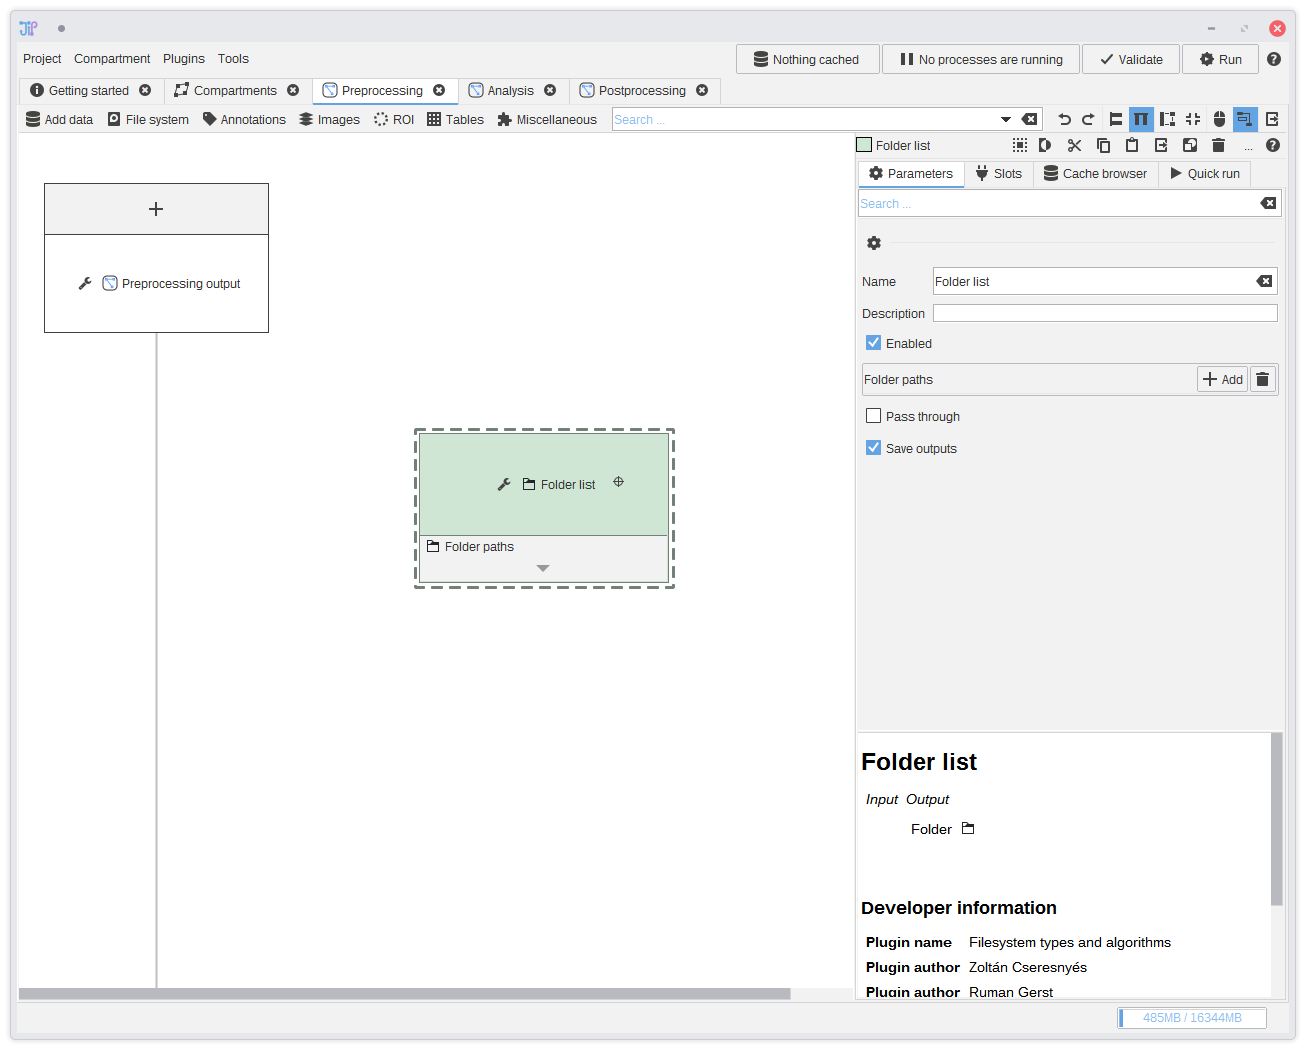 JIP
Project Compartment Plugins Tools Nothing cached No processes are running Validate Run
Getting started Compartments Preprocessing Analysis Postprocessing
Add data File system Annotations Images ROI Tables Miscellaneous Search ...
Folder list ...
Parameters Slots Cache browser Quick run
Search ...
Name Folder list
Description
Enabled
Folder paths Add
Pass through
Save outputs
Preprocessing output
Folder list
Folder paths
Folder list
Input Output
Folder
Developer information
Plugin name Filesystem types and algorithms
Plugin author Zoltán Cseresnyés
Plugin author Ruman Gerst
485MB / 16344MB